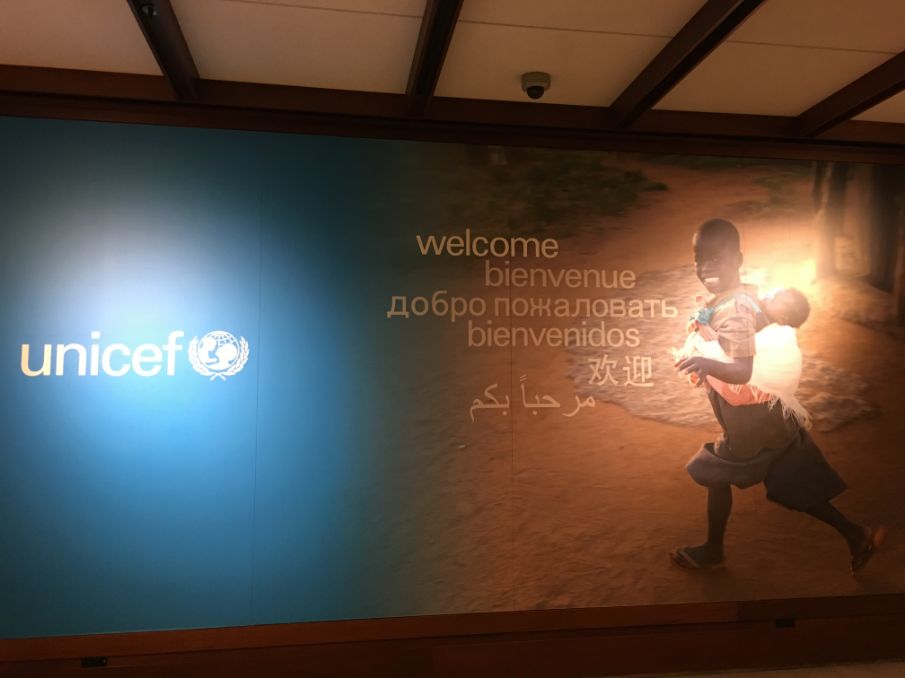 unicef
welcome
bienvenue
добро пожаловать
bienvenidos
欢迎
مرحباً بكم